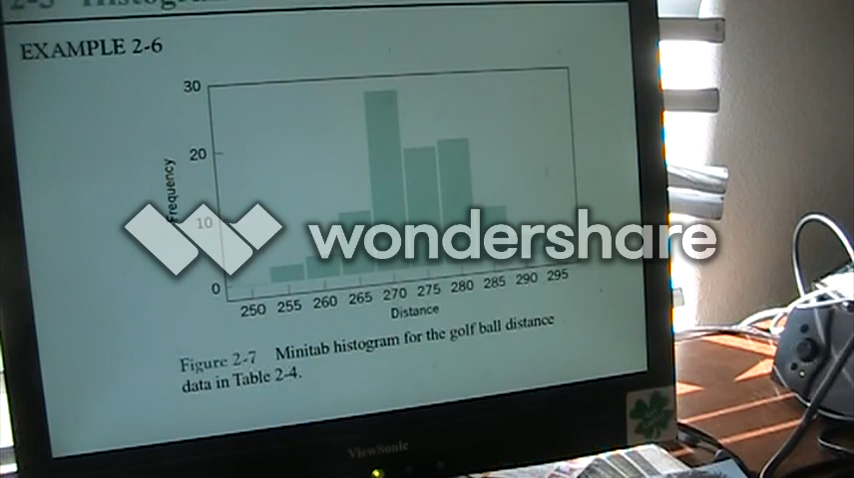 EXAMPLE 2-6
30
20
10
0
Frequency
250 255 260 265 270 275 280 285 290 295
Distance
Figure 2-7 Minitab histogram for the golf ball distance
data in Table 2-4.
wondershare
ViewSonic